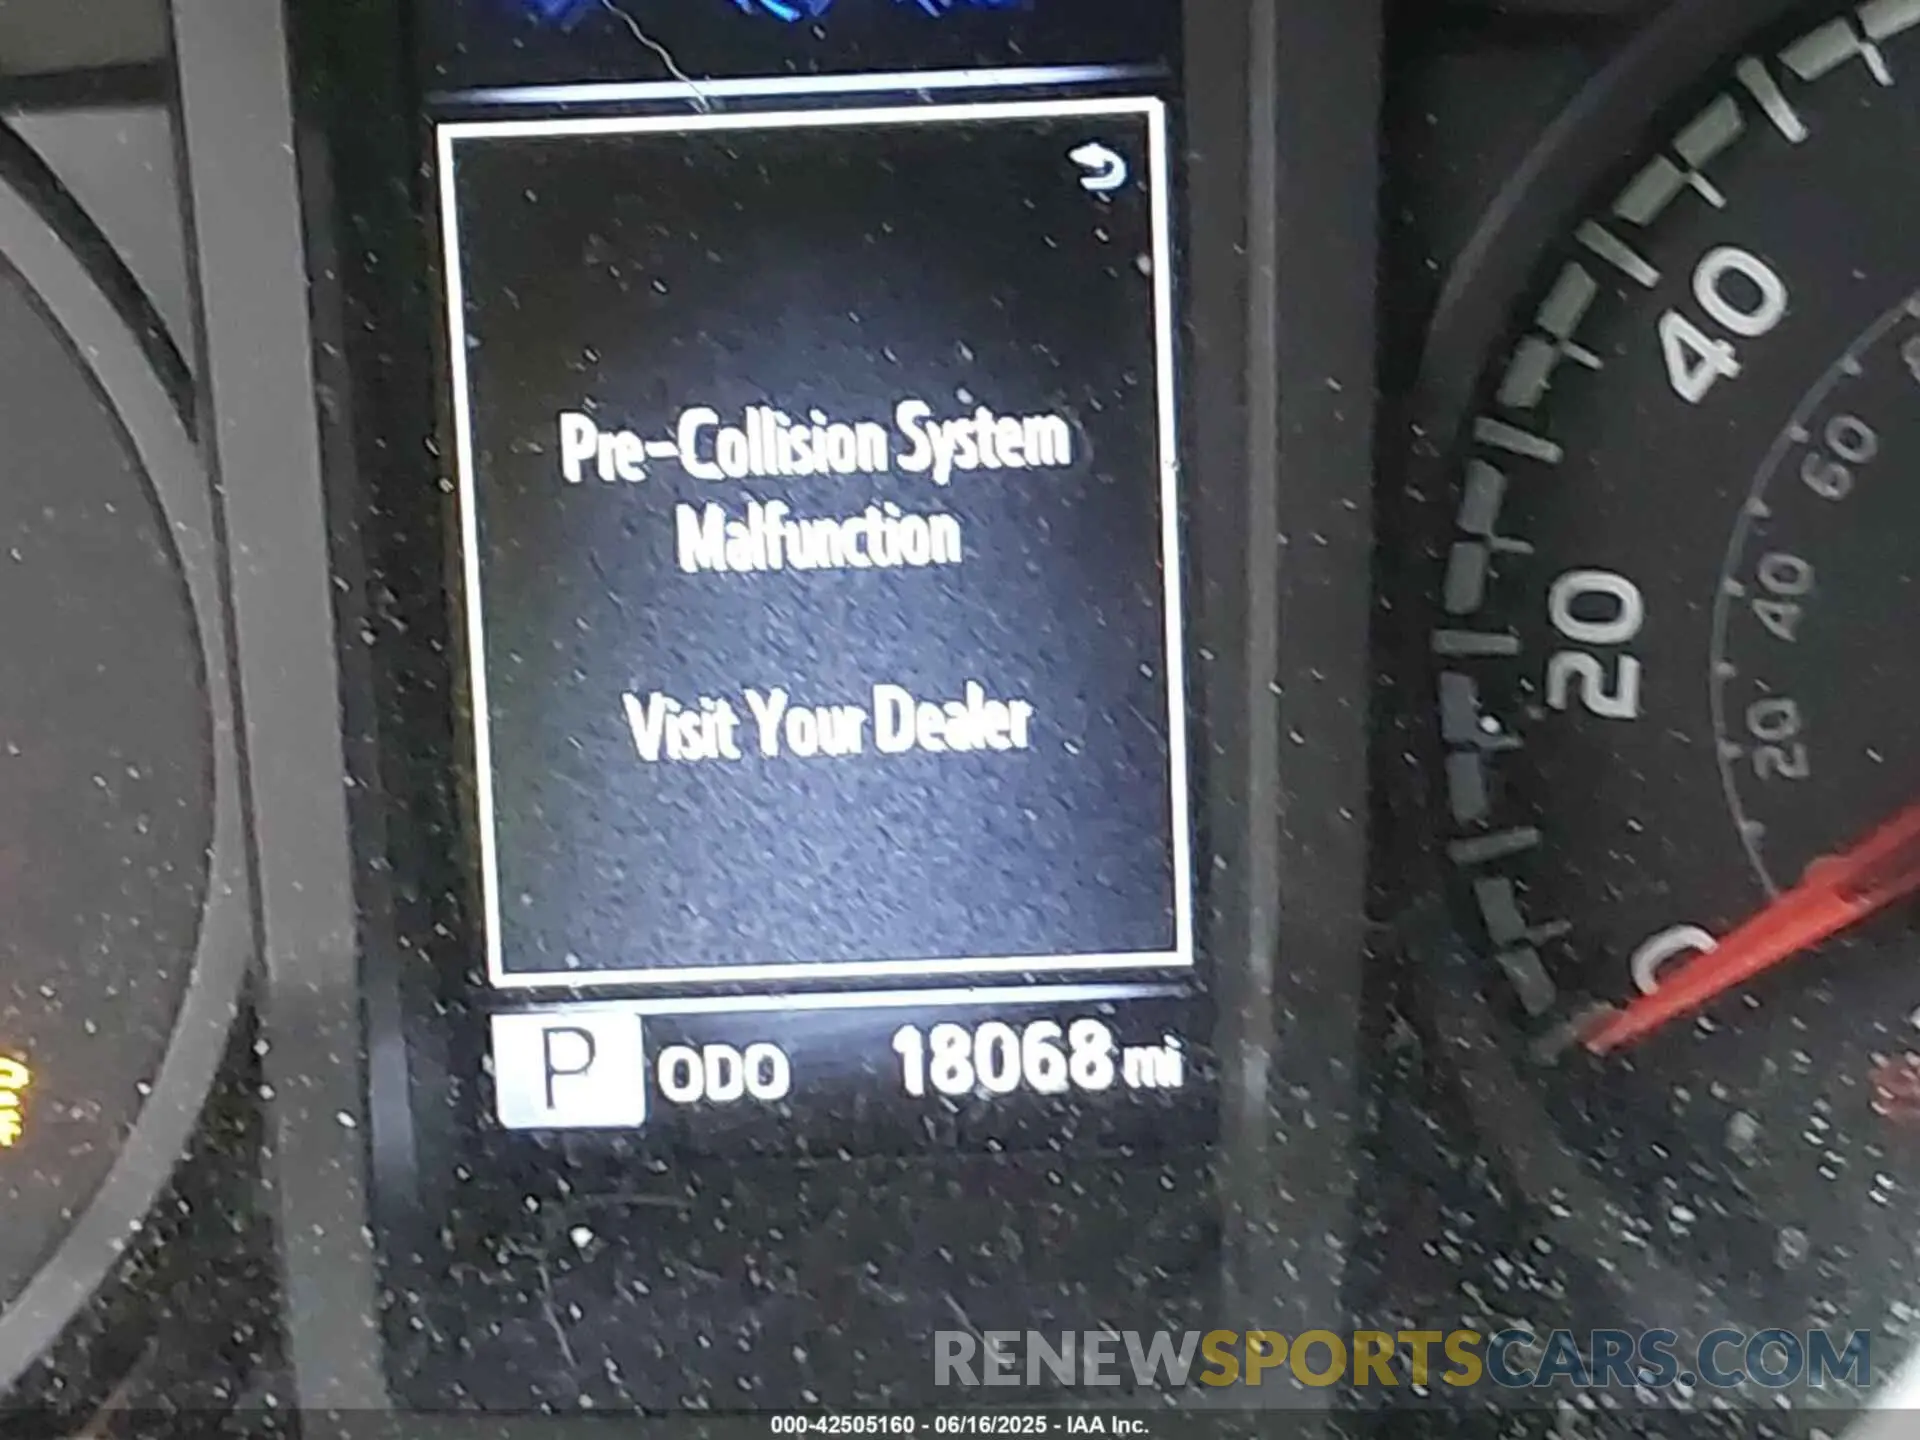 Pre-Collision System
Malfunction
Visit Your Dealer
P ODO 18068 mi
40
20
0
60
40
20
RENEWSPORTSCARS.COM
000-42505160 - 06/16/2025 - IAA Inc.